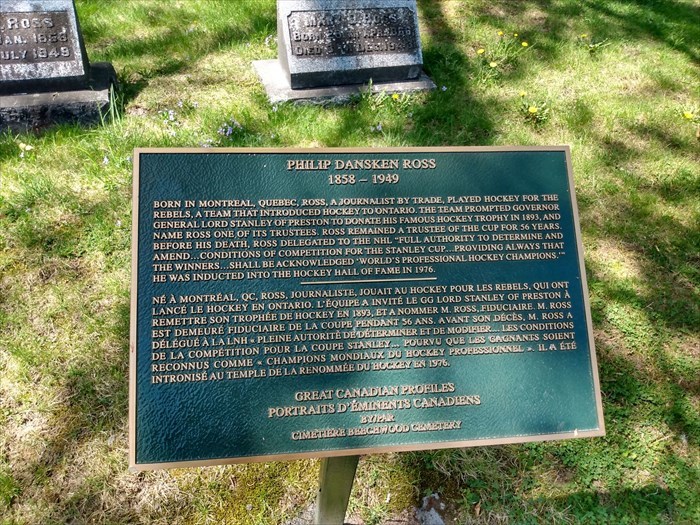 ROSS
JAN. 1858
JULY 1949
PHILIP DANSKEN ROSS
1858 – 1949
BORN IN MONTREAL, QUEBEC, ROSS, A JOURNALIST BY TRADE, PLAYED HOCKEY FOR THE
REBELS, A TEAM THAT INTRODUCED HOCKEY TO ONTARIO. THE TEAM PROMPTED GOVERNOR
GENERAL LORD STANLEY OF PRESTON TO DONATE HIS FAMOUS HOCKEY TROPHY IN 1893, AND
NAME ROSS ONE OF ITS TRUSTEES. ROSS REMAINED A TRUSTEE OF THE CUP FOR 56 YEARS.
BEFORE HIS DEATH, ROSS DELEGATED TO THE NHL "FULL AUTHORITY TO DETERMINE AND
AMEND...CONDITIONS OF COMPETITION FOR THE STANLEY CUP...PROVIDING ALWAYS THAT
THE WINNERS...SHALL BE ACKNOWLEDGED 'WORLD'S PROFESSIONAL HOCKEY CHAMPIONS.'"
HE WAS INDUCTED INTO THE HOCKEY HALL OF FAME IN 1976.
NÉ À MONTRÉAL, QC, ROSS, JOURNALISTE, JOUAIT AU HOCKEY POUR LES REBELS, QUI ONT
LANCÉ LE HOCKEY EN ONTARIO. L'ÉQUIPE A INVITÉ LE GG LORD STANLEY OF PRESTON À
REMETTRE SON TROPHÉE DE HOCKEY EN 1893, ET A NOMMER M. ROSS, FIDUCIAIRE. M. ROSS
EST DEMEURÉ FIDUCIAIRE DE LA COUPE PENDANT 56 ANS. AVANT SON DÉCÈS, M. ROSS A
DÉLÉGUÉ À LA LNH « PLEINE AUTORITÉ DE DÉTERMINER ET DE MODIFIER... LES CONDITIONS
DE LA COMPÉTITION POUR LA COUPE STANLEY... POURVU QUE LES GAGNANTS SOIENT
RECONNUS COMME « CHAMPIONS MONDIAUX DU HOCKEY PROFESSIONNEL ». IL A ÉTÉ
INTRONISÉ AU TEMPLE DE LA RENOMMÉE DU HOCKEY EN 1976.
GREAT CANADIAN PROFILES
PORTRAITS D'ÉMINENTS CANADIENS
BY/PAR
CIMETIÈRE BEECHWOOD CEMETERY